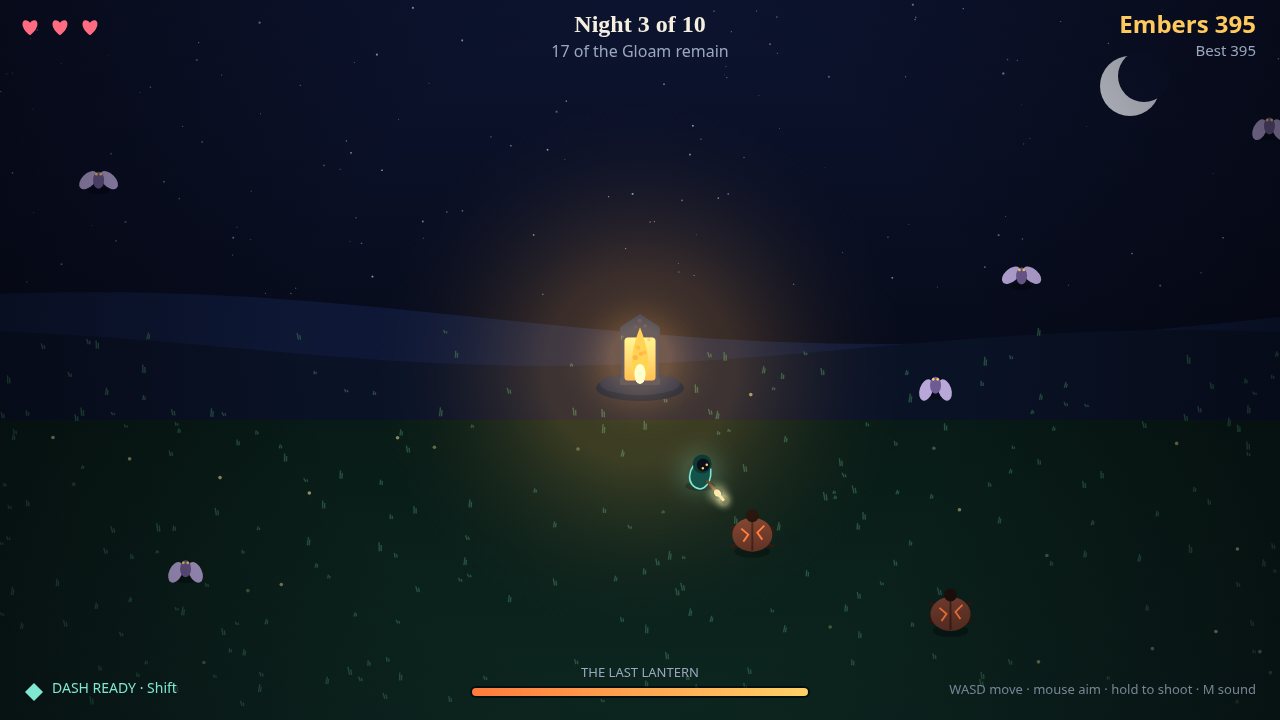 Night 3 of 10
17 of the Gloam remain
Embers 395
Best 395
THE LAST LANTERN
DASH READY · Shift
WASD move · mouse aim · hold to shoot · M sound